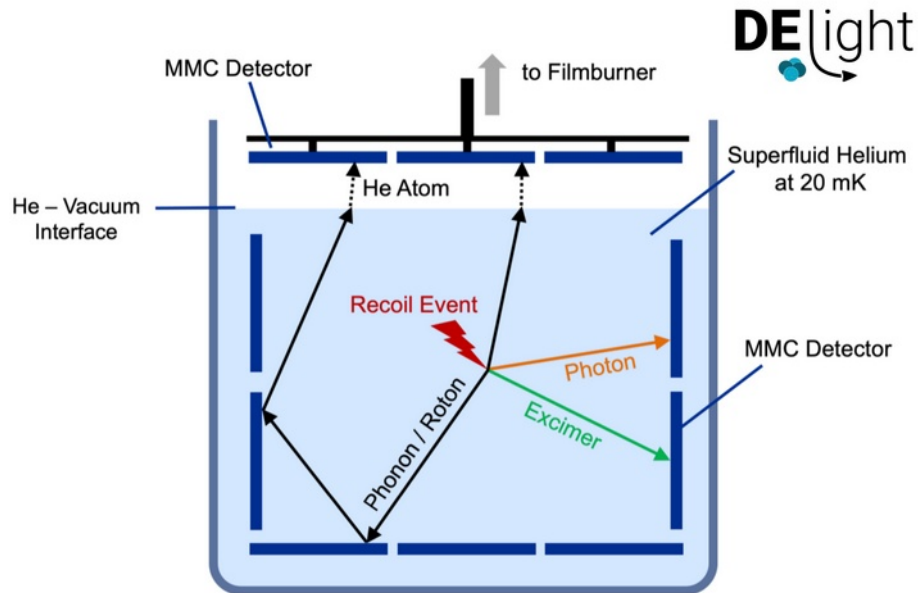 DElight
MMC Detector
to Filmburner
He Atom
Superfluid Helium
at 20 mK
He – Vacuum
Interface
Recoil Event
Photon
MMC Detector
Excimer
Phonon / Roton